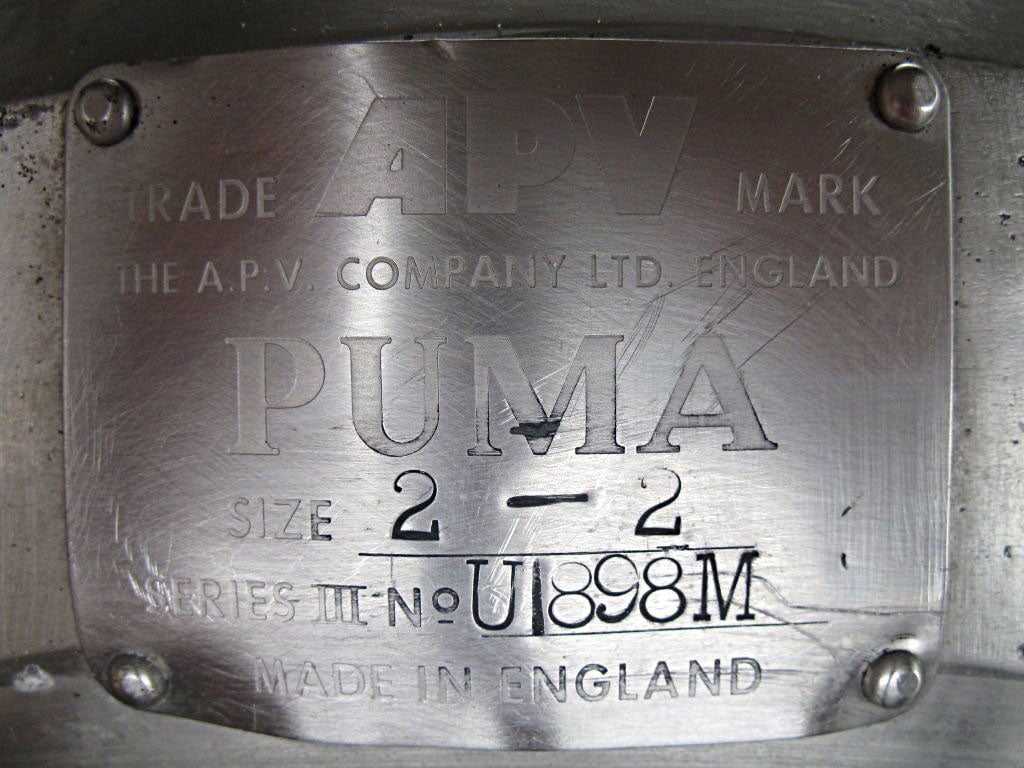 APV
TRADE MARK
THE A.P.V. COMPANY LTD. ENGLAND
PUMA
SIZE 2 – 2
SERIES III Nº U1898M
MADE IN ENGLAND